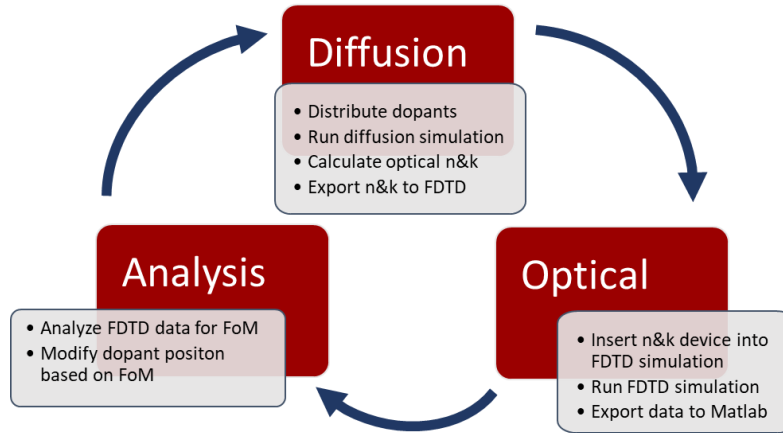 Diffusion
• Distribute dopants
• Run diffusion simulation
• Calculate optical n&k
• Export n&k to FDTD
Analysis
• Analyze FDTD data for FoM
• Modify dopant positon
based on FoM
Optical
• Insert n&k device into
FDTD simulation
• Run FDTD simulation
• Export data to Matlab